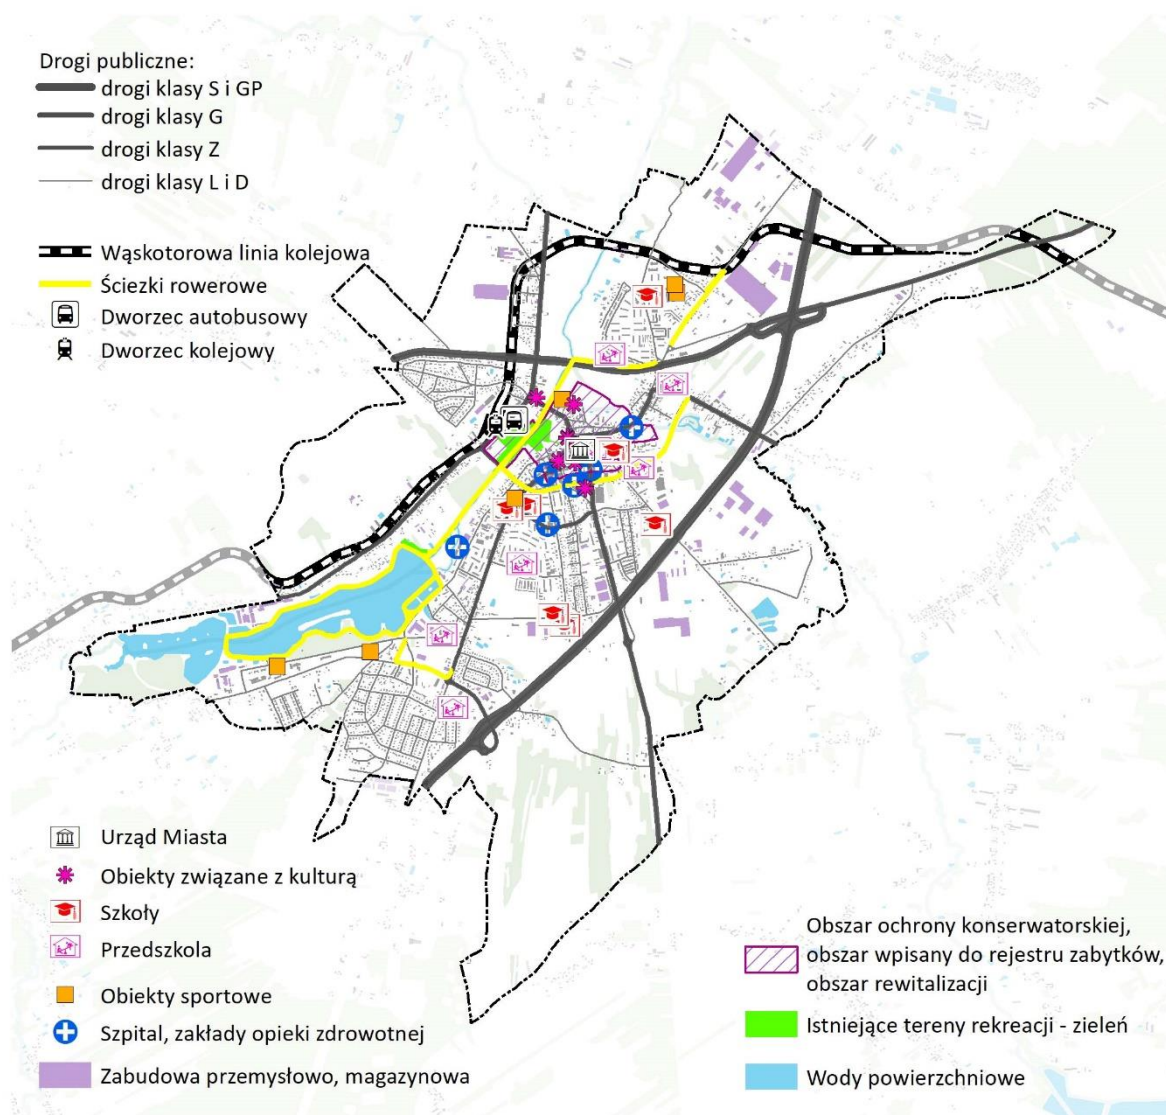 Drogi publiczne:
drogi klasy S i GP
drogi klasy G
drogi klasy Z
drogi klasy L i D
Wąskotorowa linia kolejowa
Ściezki rowerowe
Dworzec autobusowy
Dworzec kolejowy
Urząd Miasta
Obiekty związane z kulturą
Szkoły
Przedszkola
Obiekty sportowe
Szpital, zakłady opieki zdrowotnej
Zabudowa przemysłowo, magazynowa
Obszar ochrony konserwatorskiej,
obszar wpisany do rejestru zabytków,
obszar rewitalizacji
Istniejące tereny rekreacji - zieleń
Wody powierzchniowe